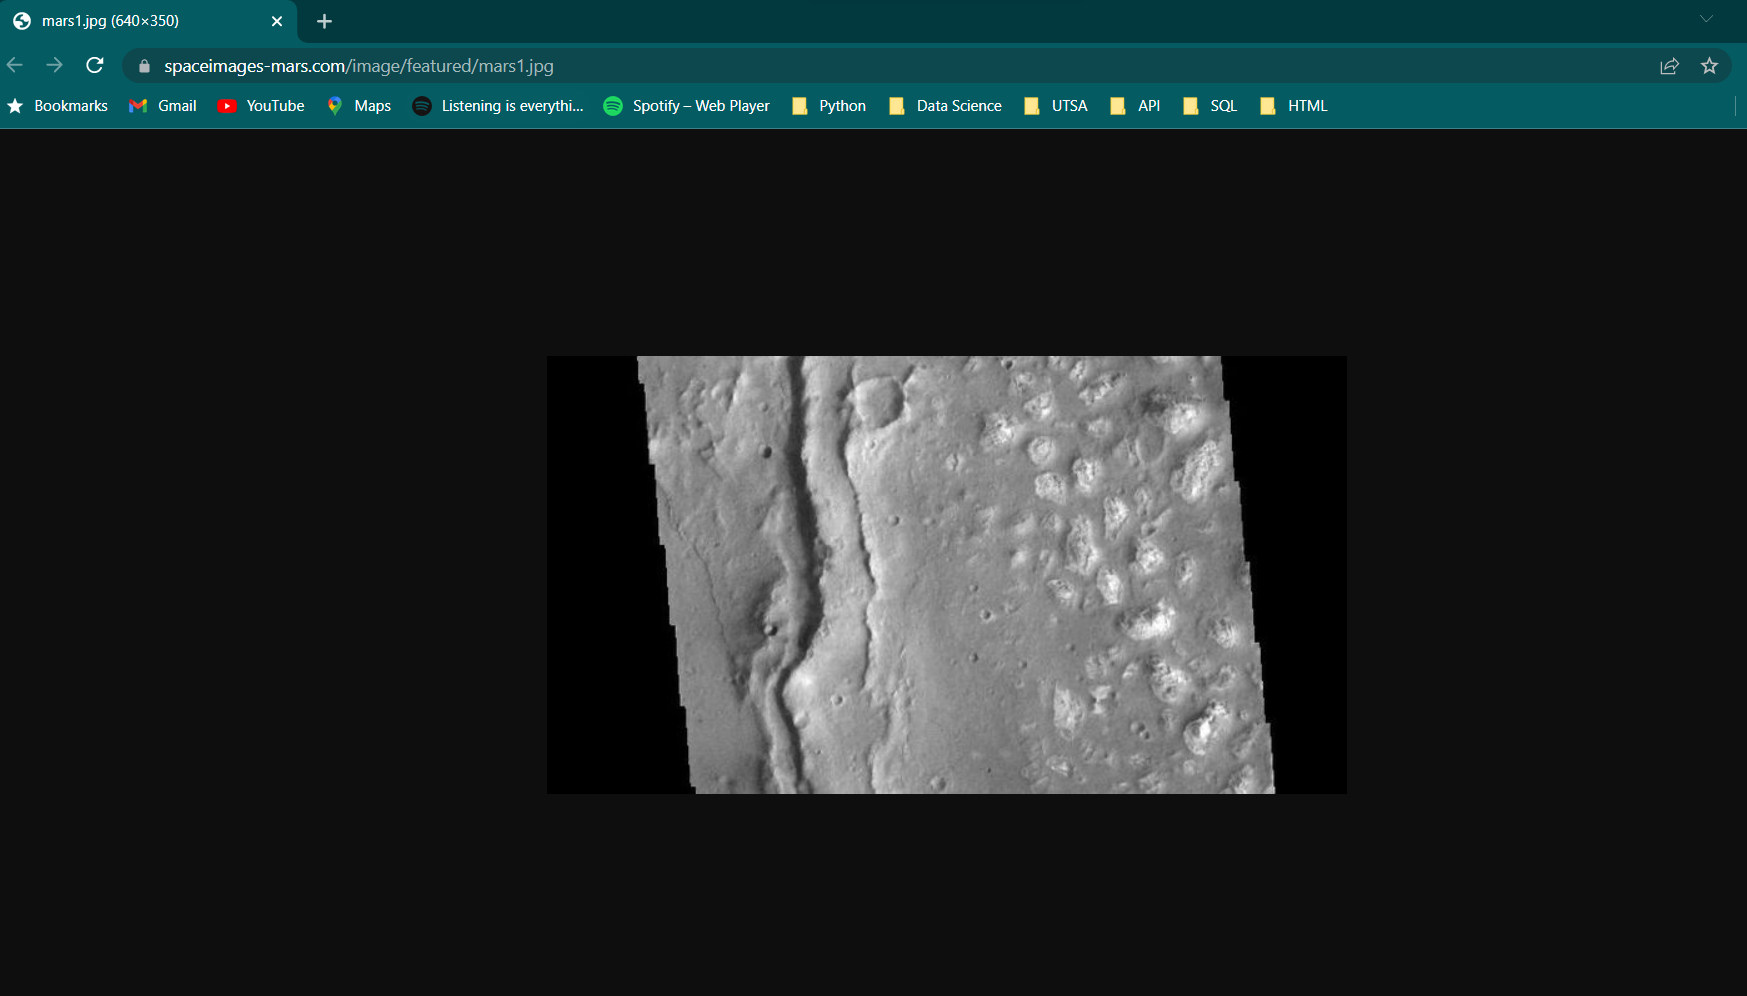 mars1.jpg (640×350)
spaceimages-mars.com/image/featured/mars1.jpg
Bookmarks Gmail YouTube Maps Listening is everythi... Spotify – Web Player Python Data Science UTSA API SQL HTML